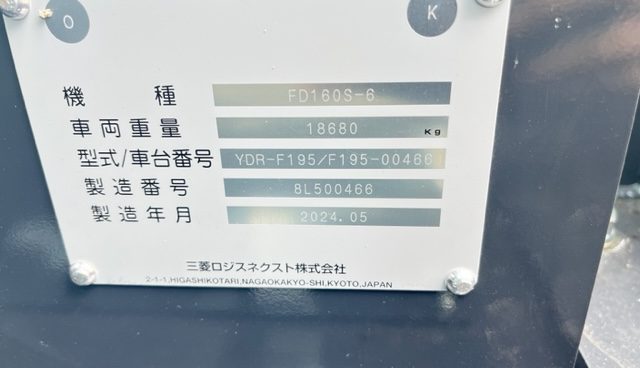 O K
機種 FD160S-6
車両重量 18680 Kg
型式/車台番号 YDR-F195/F195-00466
製造番号 8L500466
製造年月 2024.05
三菱ロジスネクスト株式会社
2-1-1,HIGASHIKOTARI,NAGAOKAKYO-SHI,KYOTO,JAPAN